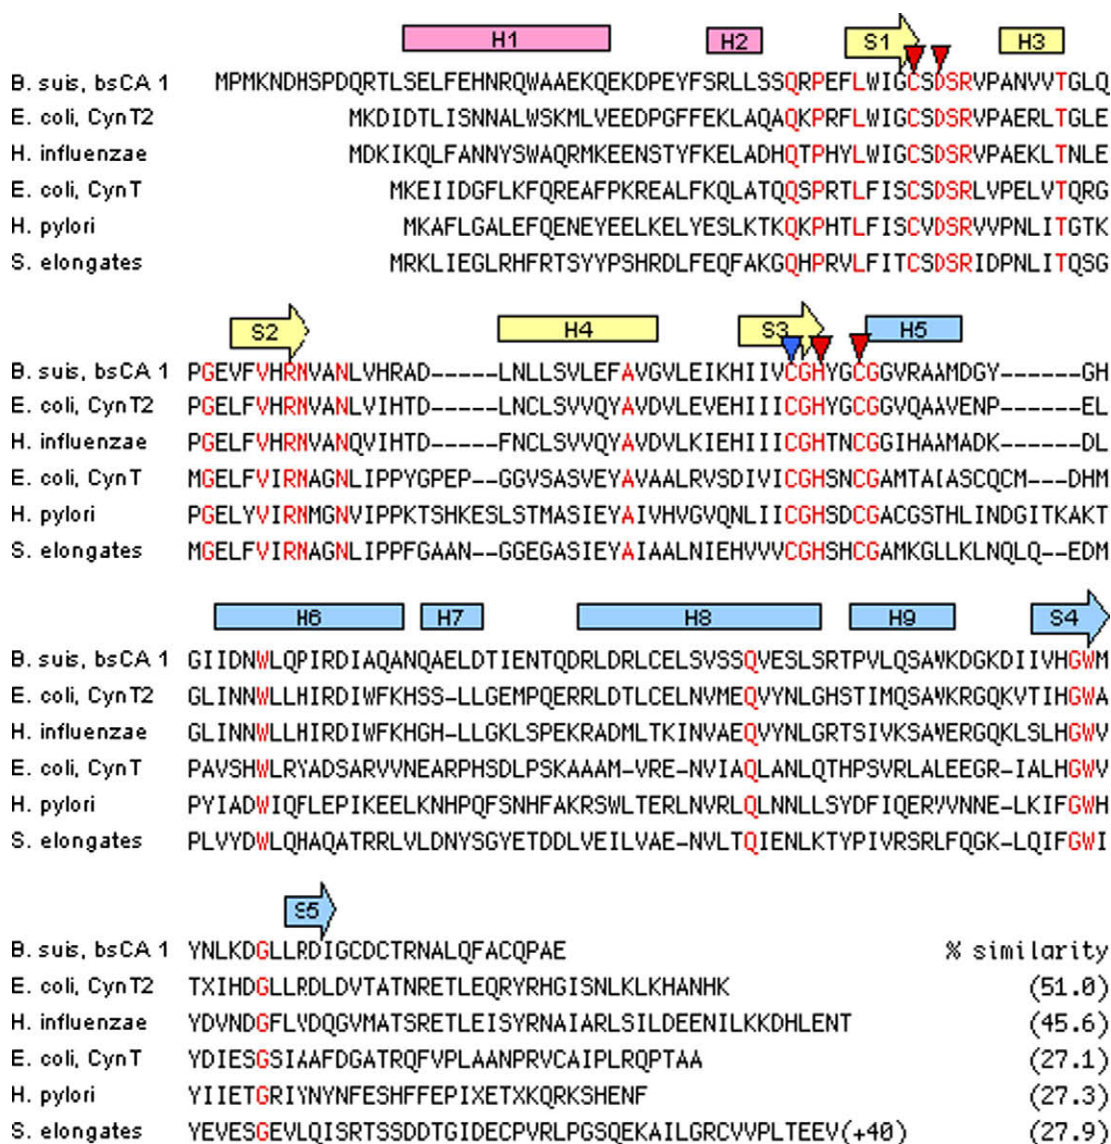 H1 H2 S1 H3
B. suis, bsCA 1 MPMKNDHSPDQRTLSELFEHNRQWAAEKQEKDPEYFSRLLSSQRPEFLWIGCSDSRVPANVVTGLQ
E. coli, CynT2 MKDIDTLISNNALWSKMLVEEDPGFFEKLAQAQKPRFLWIGCSDSRVPAERLTGLE
H. influenzae MDKIKQLFANNYSWAQRMKEENSTYFKELADHQTPHYLWIGCSDSRVPAEKLTNLE
E. coli, CynT MKEIIDGFLKFQREAFPKREALFKQLATQQSPRTLFISCSDSRLVPELVTQRG
H. pylori MKAFLGALEFQENEYEELKELYESLKTKQKPHTLFISCVDSRVVPNLITGTK
S. elongates MRKLIEGLRHFRTSYYPSHRDLFEQFAKGQHPRVLFITCSDSRIDPNLITQSG
S2 H4 S3 H5
B. suis, bsCA 1 PGEVFVHRNVANLVHRAD-----LNLLSVLEFAVGVLEIKHIIVCGHYGCGGVRAAMDGY------GH
E. coli, CynT2 PGELFVHRNVANLVIHTD-----LNCLSVVQYAVDVLEVEHIIICGHYGCGGVQAAVENP------EL
H. influenzae PGELFVHRNVANQVIHTD-----FNCLSVVQYAVDVLKIEHIIICGHTNCGGIHAAMADK------DL
E. coli, CynT MGELFVIRNAGNLIPPYGPEP--GGVSASVEYAVAALRVSDIVICGHSNCGAMTAIASCQCM---DHM
H. pylori PGELYVIRNMGNVIPPKTSHKESLSTMASIEYAIVHVGVQNLIICGHSDCGACGSTHLINDGITKAKT
S. elongates MGELFVIRNAGNLIPPFGAAN--GGEGASIEYAIAALNIEHVVVCGHSHCGAMKGLLKLNQLQ--EDM
H6 H7 H8 H9 S4
B. suis, bsCA 1 GIIDNWLQPIRDIAQANQAELDTIENTQDRLDRLCELSVSSQVESLSRTPVLQSAWKDGKDIIVHGWM
E. coli, CynT2 GLINNWLLHIRDIWFKHSS-LLGEMPQERRLDTLCELNVMEQVYNLGHSTIMQSAWKRGQKVTIHGWA
H. influenzae GLINNWLLHIRDIWFKHGH-LLGKLSPEKRADMLTKINVAEQVYNLGRTSIVKSAWERGQKLSLHGWV
E. coli, CynT PAVSHWLRYADSARVVNEARPHSDLPSKAAAM-VRE-NVIAQLANLQTHPSVRLALEEGR-IALHGWV
H. pylori PYIADWIQFLEPIKEELKNHPQFSNHFAKRSWLTERLNVRLQLNNLLSYDFIQERVVNNE-LKIFGWH
S. elongates PLVYDWLQHAQATRRLVLDNYSGYETDDLVEILVAE-NVLTQIENLKTYPIVRSRLFQGK-LQIFGWI
S5
B. suis, bsCA 1 YNLKDGLLRDIGCDCTRNALQFACQPAE % similarity
E. coli, CynT2 TXIHDGLLRDLDVTATNRETLEQRYRHGISNLKLKHANHK (51.0)
H. influenzae YDVNDGFLVDQGVMATSRETLEISYRNAIARLSILDEENILKKDHLENT (45.6)
E. coli, CynT YDIESGSIAAFDGATRQFVPLAANPRVCAIPLRQPTAA (27.1)
H. pylori YIIETGRIYNYNFESHFFEPIXETXKQRKSHENF (27.3)
S. elongates YEVESGEVLQISRTSSDDTGIDECPVRLPGSQEKAILGRCVVPLTEEV(+40) (27.9)